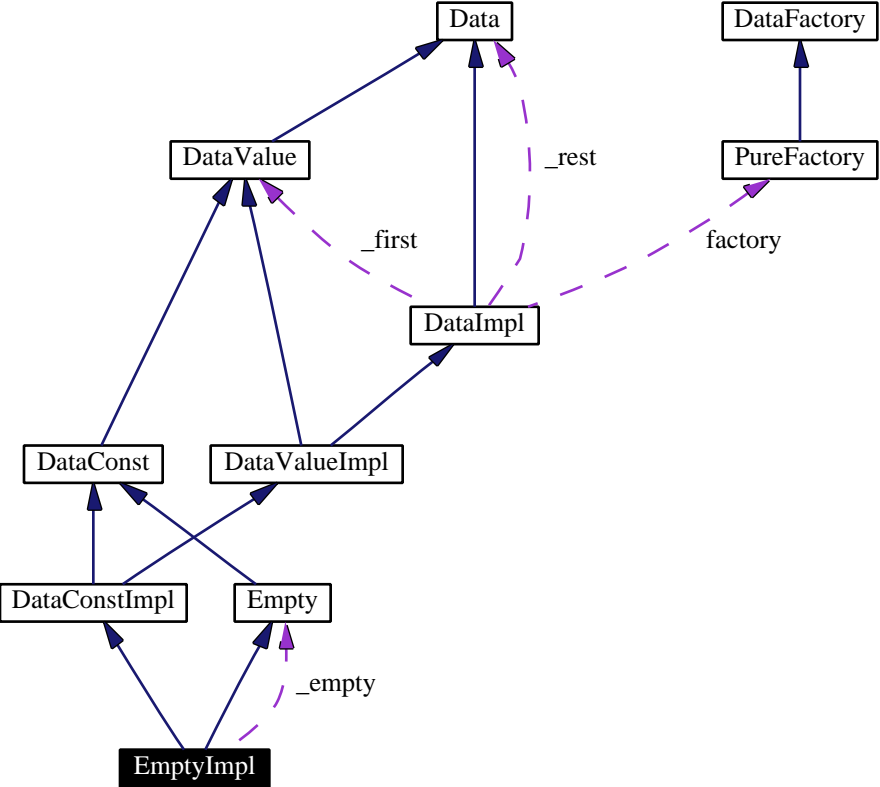 Data
DataFactory
DataValue
_rest
PureFactory
_first
factory
DataImpl
DataConst
DataValueImpl
DataConstImpl
Empty
_empty
EmptyImpl